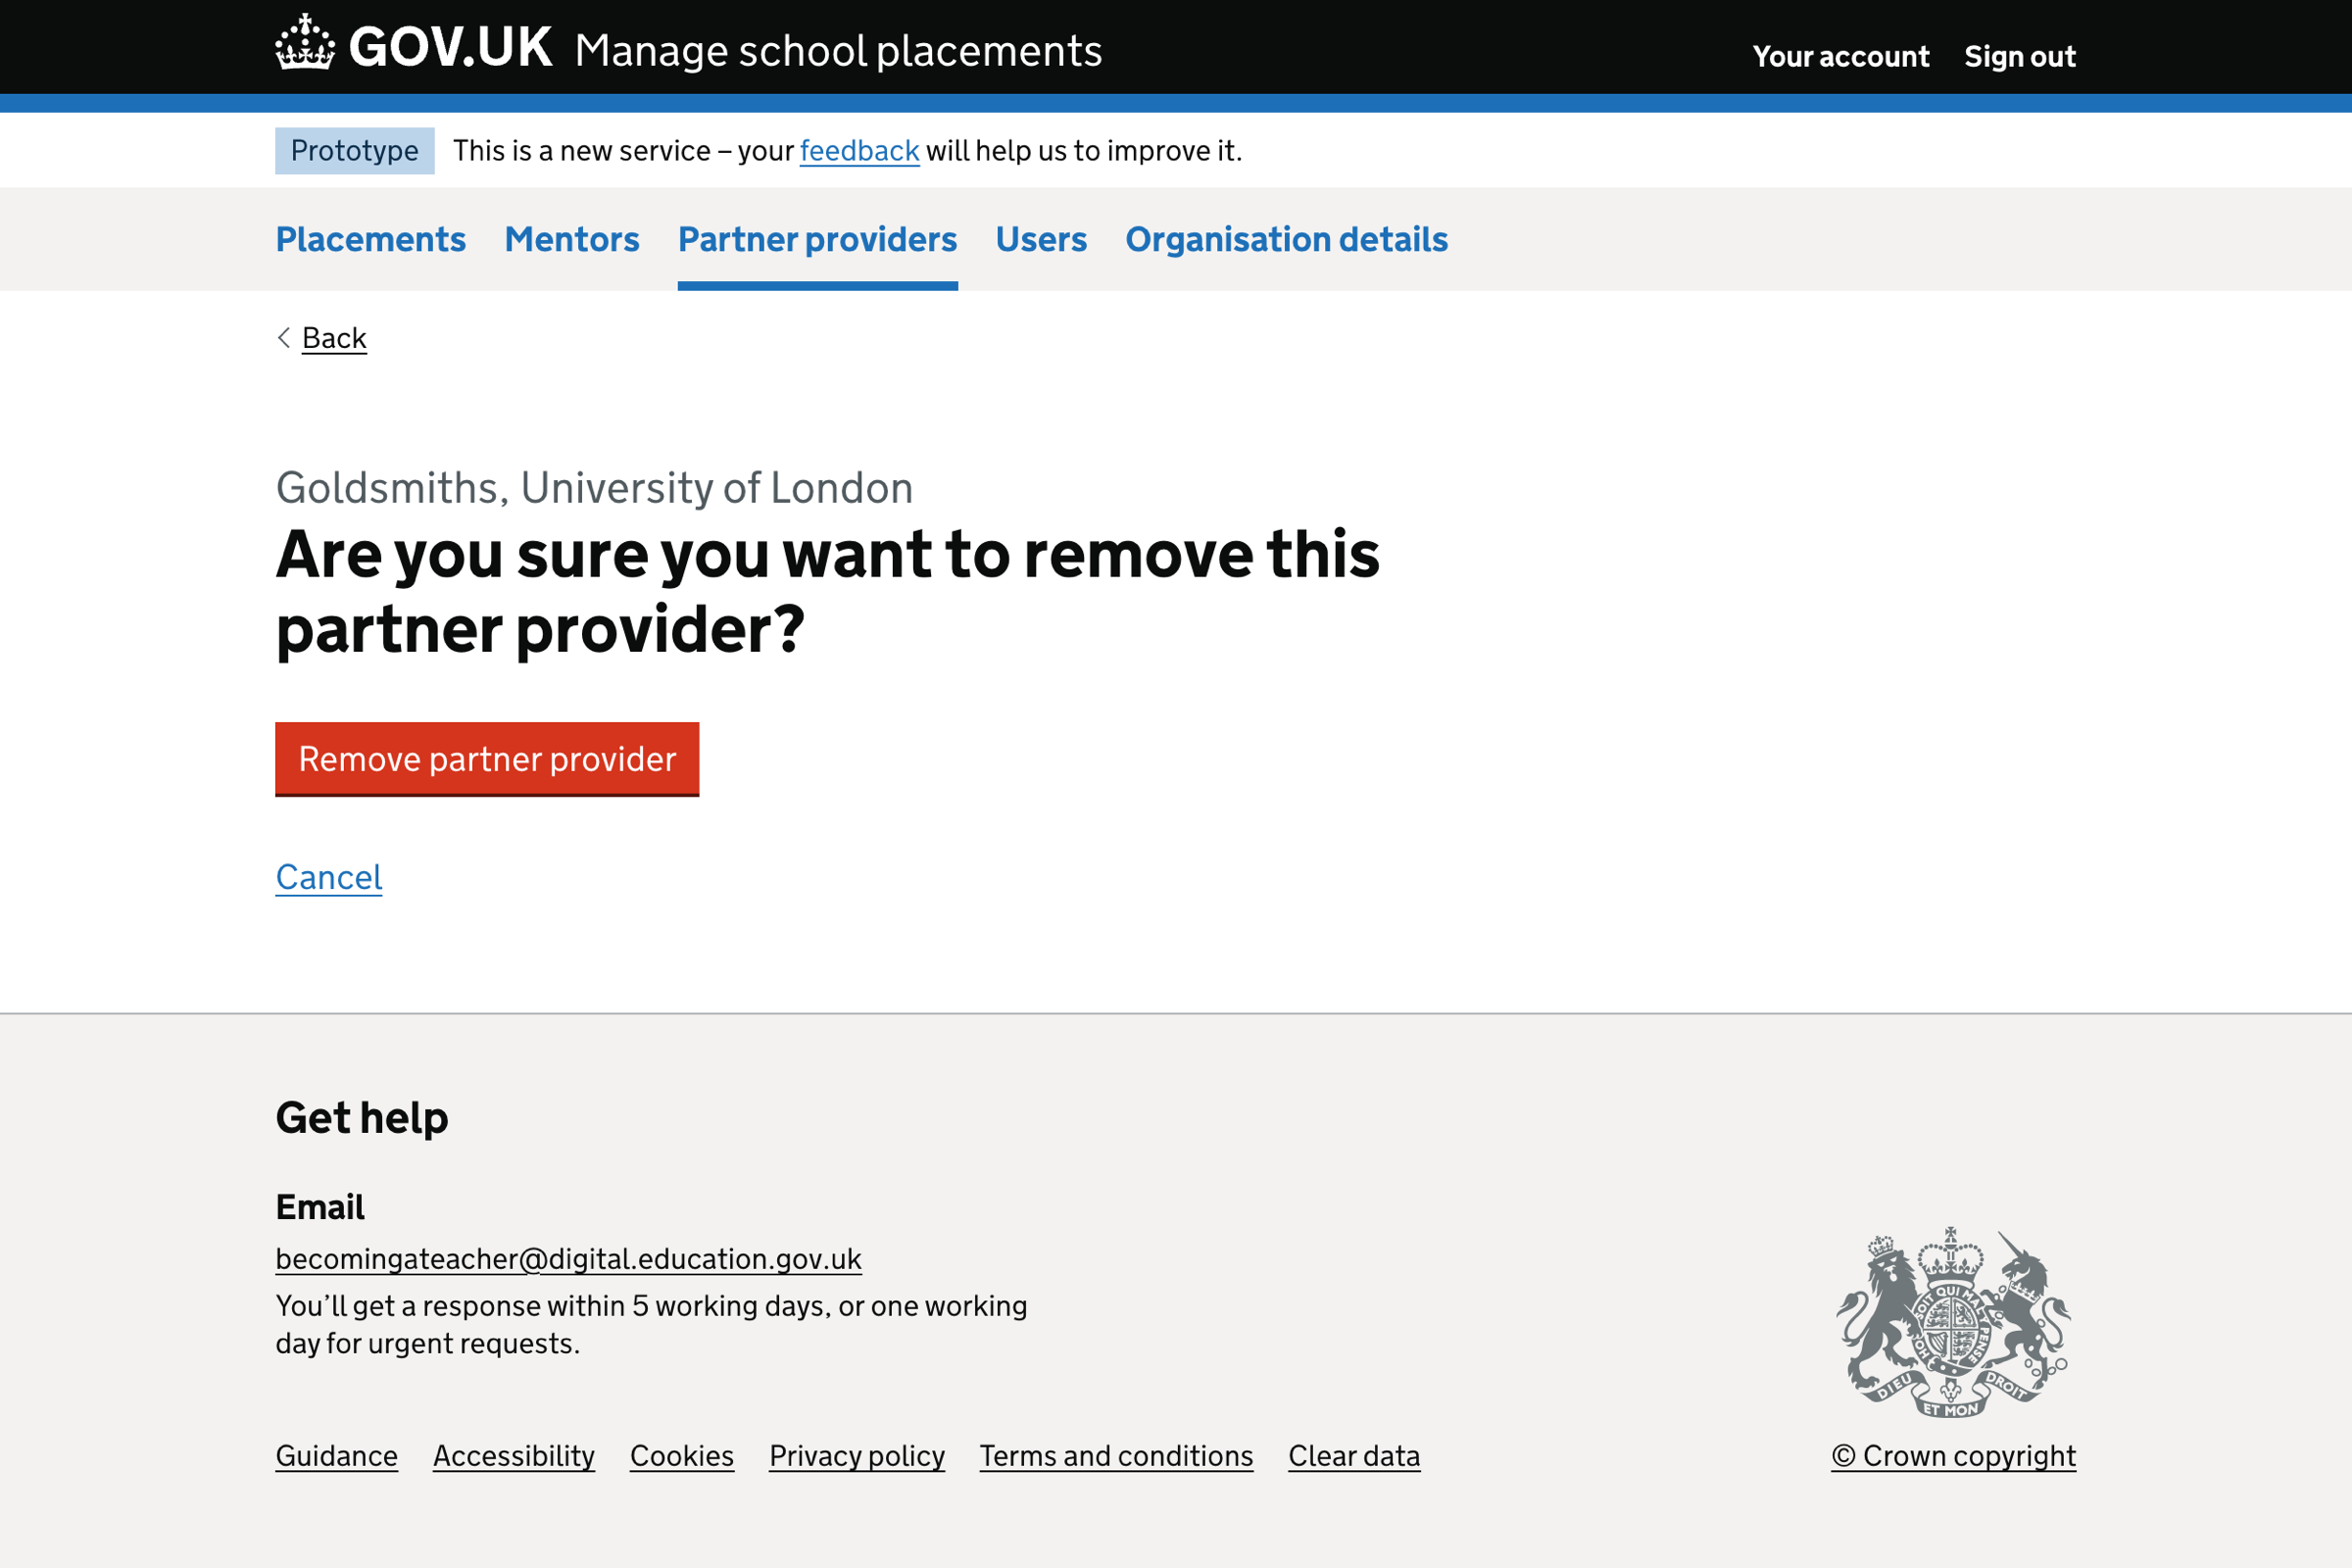 GOV.UK Manage school placements
Your account Sign out
Prototype This is a new service – your feedback will help us to improve it.
Placements Mentors Partner providers Users Organisation details
Back
Goldsmiths, University of London
Are you sure you want to remove this
partner provider?
Remove partner provider
Cancel
Get help
Email
becomingateacher@digital.education.gov.uk
You’ll get a response within 5 working days, or one working
day for urgent requests.
OIT QUI MAL PENSE
HON
DIEU ET MON DROIT
Guidance Accessibility Cookies Privacy policy Terms and conditions Clear data
© Crown copyright